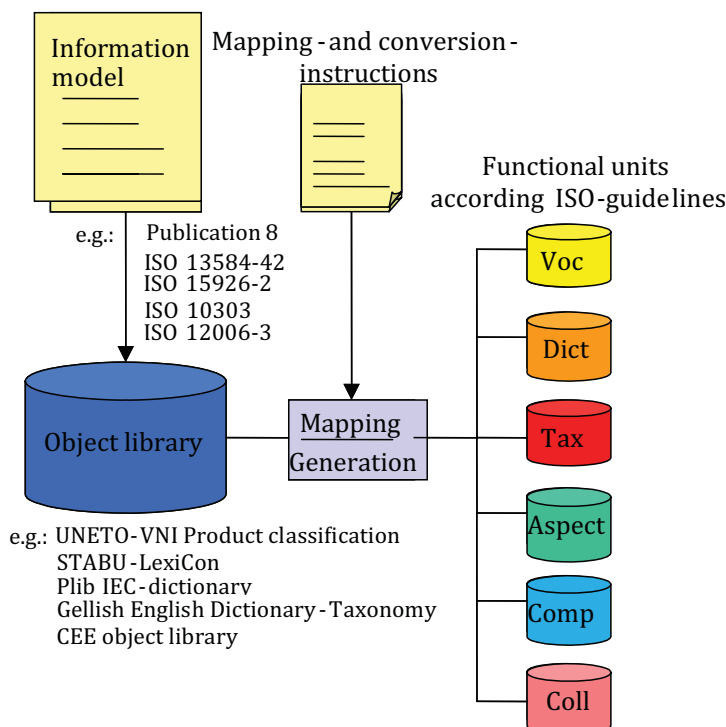 Information
model
Mapping-and conversion-
instructions
Functional units
according ISO-guidelines
e.g.: Publication 8
ISO 13584-42
ISO 15926-2
ISO 10303
ISO 12006-3
Voc
Dict
Tax
Aspect
Comp
Coll
Object library
Mapping
Generation
e.g.: UNETO-VNI Product classification
STABU-LexiCon
Plib IEC-dictionary
Gellish English Dictionary-Taxonomy
CEE object library